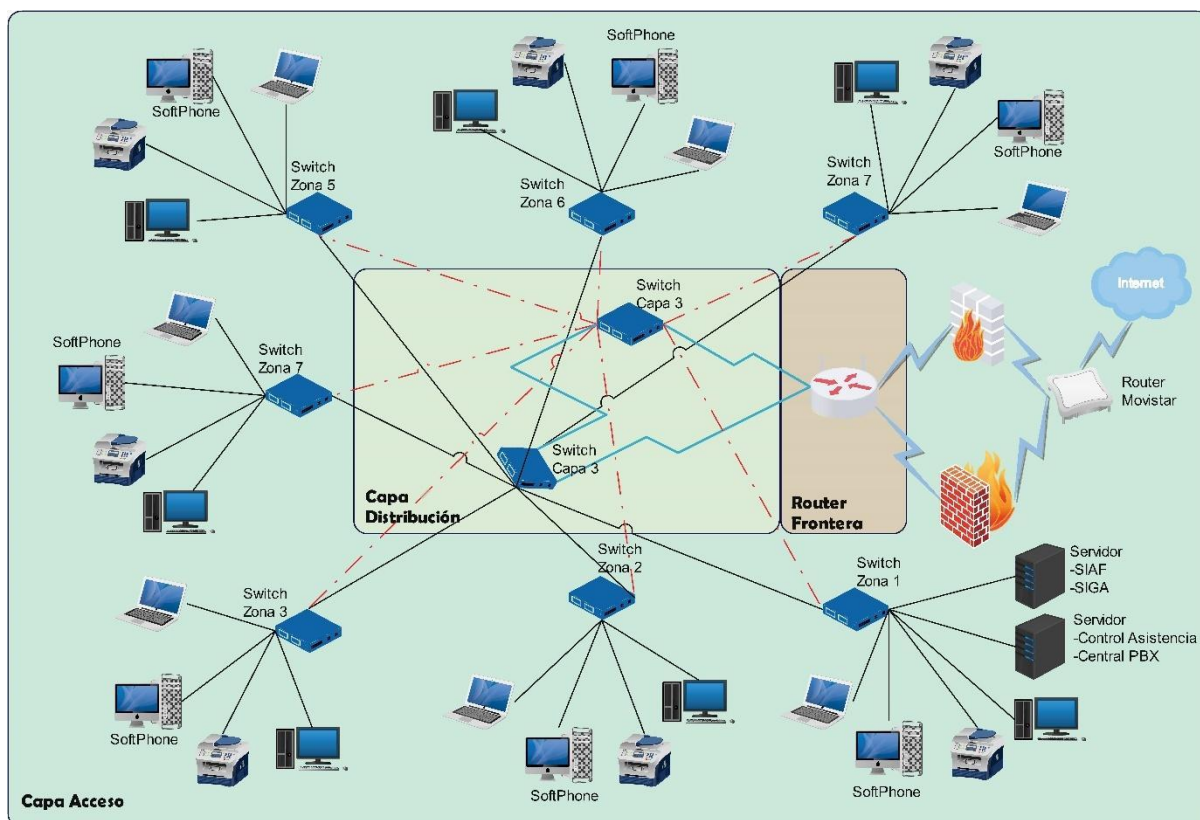 SoftPhone
Switch
Zona 5
SoftPhone
Switch
Zona 6
SoftPhone
Switch
Zona 7
Switch
Capa 3
Internet
Router
Movistar
SoftPhone
Switch
Zona 7
Switch
Capa 3
Capa
Distribución
Router
Frontera
Switch
Zona 3
SoftPhone
Switch
Zona 2
SoftPhone
Switch
Zona 1
SoftPhone
Servidor
-SIAF
-SIGA
Servidor
-Control Asistencia
-Central PBX
Capa Acceso